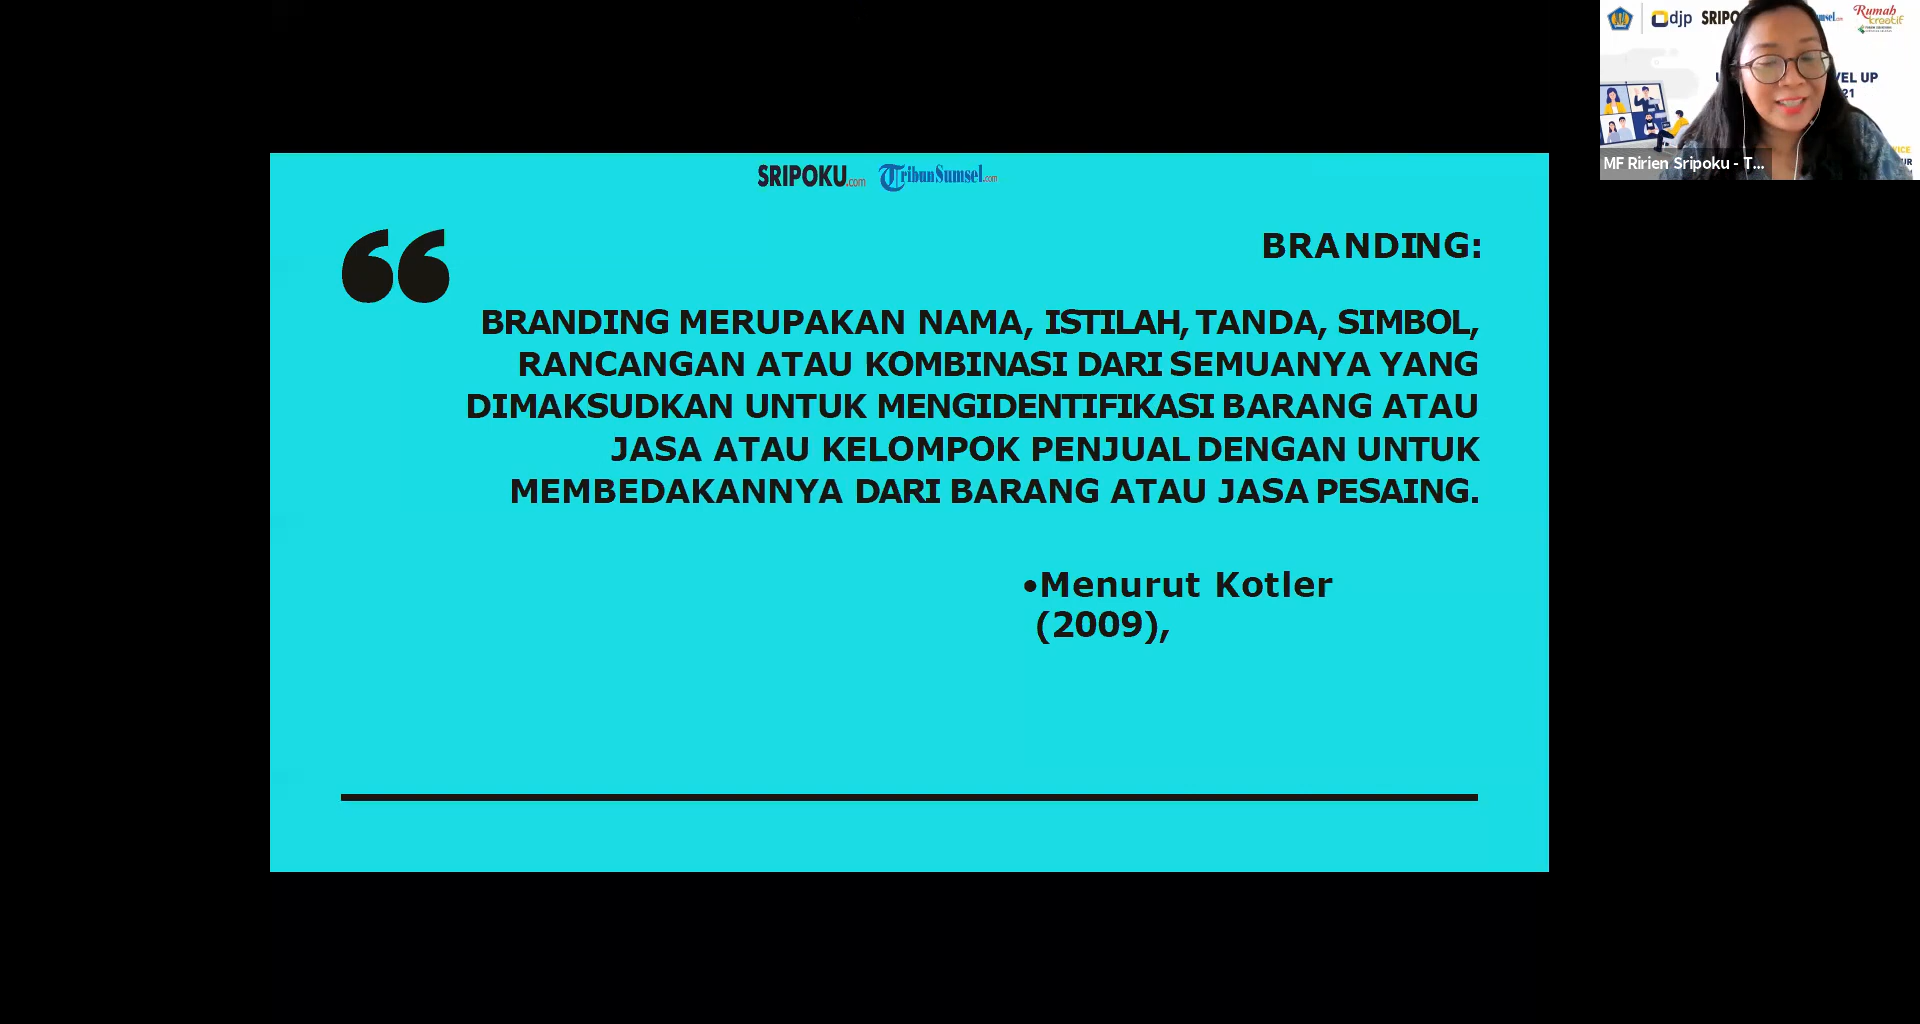 SRIPOKU.com TribunSumsel.com
BRANDING:
BRANDING MERUPAKAN NAMA, ISTILAH, TANDA, SIMBOL,
RANCANGAN ATAU KOMBINASI DARI SEMUANYA YANG
DIMAKSUDKAN UNTUK MENGIDENTIFIKASI BARANG ATAU
JASA ATAU KELOMPOK PENJUAL DENGAN UNTUK
MEMBEDAKANNYA DARI BARANG ATAU JASA PESAING.
•Menurut Kotler
(2009),
djp SRIPO
Rumah
kreatif
VEL UP
21
MF Ririen Sripoku - T...